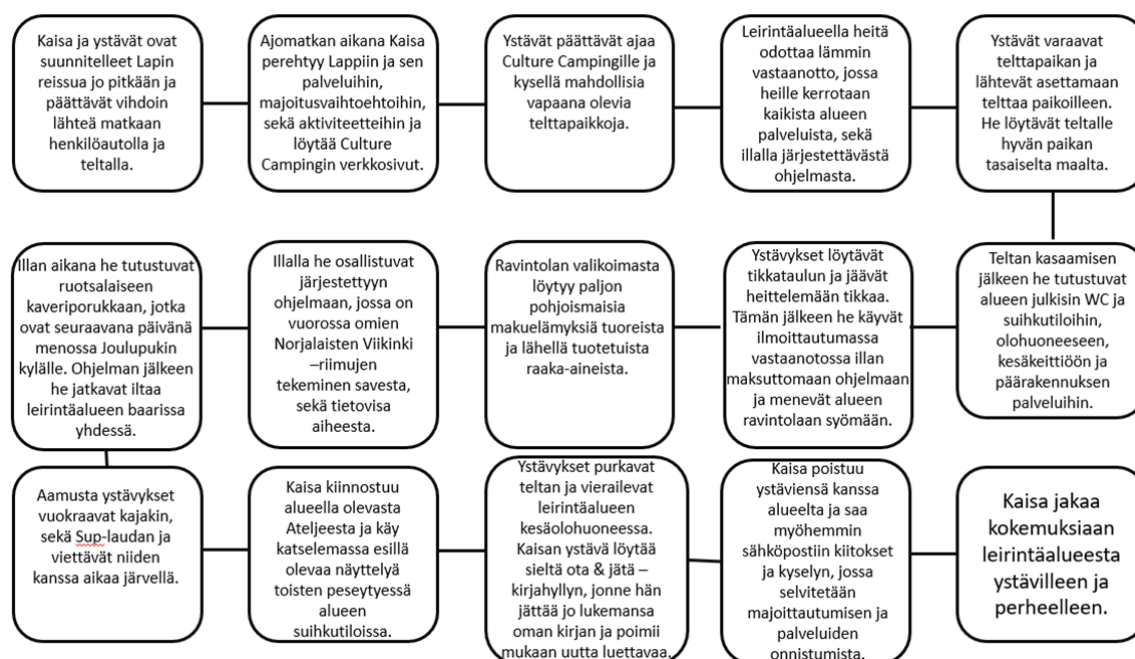 Kaisa ja ystävät ovat
suunnitelleet Lapin
reissua jo pitkään ja
päättävät vihdoin
lähteä matkaan
henkilöautolla ja
teltalla.
Ajomatkan aikana Kaisa
perehtyy Lappiin ja sen
palveluihin,
majoitusvaihtoehtoihin,
sekä aktiviteetteihin ja
löytää Culture
Campingin verkkosivut.
Ystävät päättävät ajaa
Culture Campingille ja
kysellä mahdollisia
vapaana olevia
telttapaikkoja.
Leirintäalueella heitä
odottaa lämmin
vastaanotto, jossa
heille kerrotaan
kaikista alueen
palveluista, sekä
illalla järjestettävästä
ohjelmasta.
Ystävät varaavat
telttapaikan ja
lähtevät asettamaan
telttaa paikoilleen.
He löytävät teltalle
hyvän paikan
tasaiselta maalta.
Teltan kasaamisen
jälkeen he tutustuvat
alueen julkisin WC ja
suihkutiloihin,
olohuoneeseen,
kesäkeittiöön ja
päärakennuksen
palveluihin.
Ystävykset löytävät
tikkataulun ja jäävät
heittelemään tikkaa.
Tämän jälkeen he käyvät
ilmoittautumassa
vastaanotossa illan
maksuttomaan ohjelmaan
ja menevät alueen
ravintolaan syömään.
Ravintolan valikoimasta
löytyy paljon
pohjoismaisia
makuelämyksiä tuoreista
ja lähellä tuotetuista
raaka-aineista.
Illalla he osallistuvat
järjestettyyn
ohjelmaan, jossa on
vuorossa omien
Norjalaisten Viikinki
–riimujen
tekeminen savesta,
sekä tietovisa
aiheesta.
Illan aikana he tutustuvat
ruotsalaiseen
kaveriporukkaan, jotka
ovat seuraavana päivänä
menossa Joulupukin
kylälle. Ohjelman jälkeen
he jatkavat iltaa
leirintäalueen baarissa
yhdessä.
Aamusta ystävykset
vuokraavat kajakin,
sekä Sup-laudan ja
viettävät niiden
kanssa aikaa järvellä.
Kaisa kiinnostuu
alueella olevasta
Ateljeesta ja käy
katselemassa esillä
olevaa näyttelyä
toisten peseytyessä
alueen
suihkutiloissa.
Ystävykset purkavat
teltan ja vierailevat
leirintäalueen
kesäolohuoneessa.
Kaisan ystävä löytää
sieltä ota & jätä –
kirjahyllyn, jonne hän
jättää jo lukemansa
oman kirjan ja poimii
mukaan uutta luettavaa.
Kaisa poistuu
ystäviensä kanssa
alueelta ja saa
myöhemmin
sähköpostiin kiitokset
ja kyselyn, jossa
selvitetään
majoittautumisen ja
palveluiden
onnistumista.
Kaisa jakaa
kokemuksiaan
leirintäalueesta
ystävilleen ja
perheelleen.